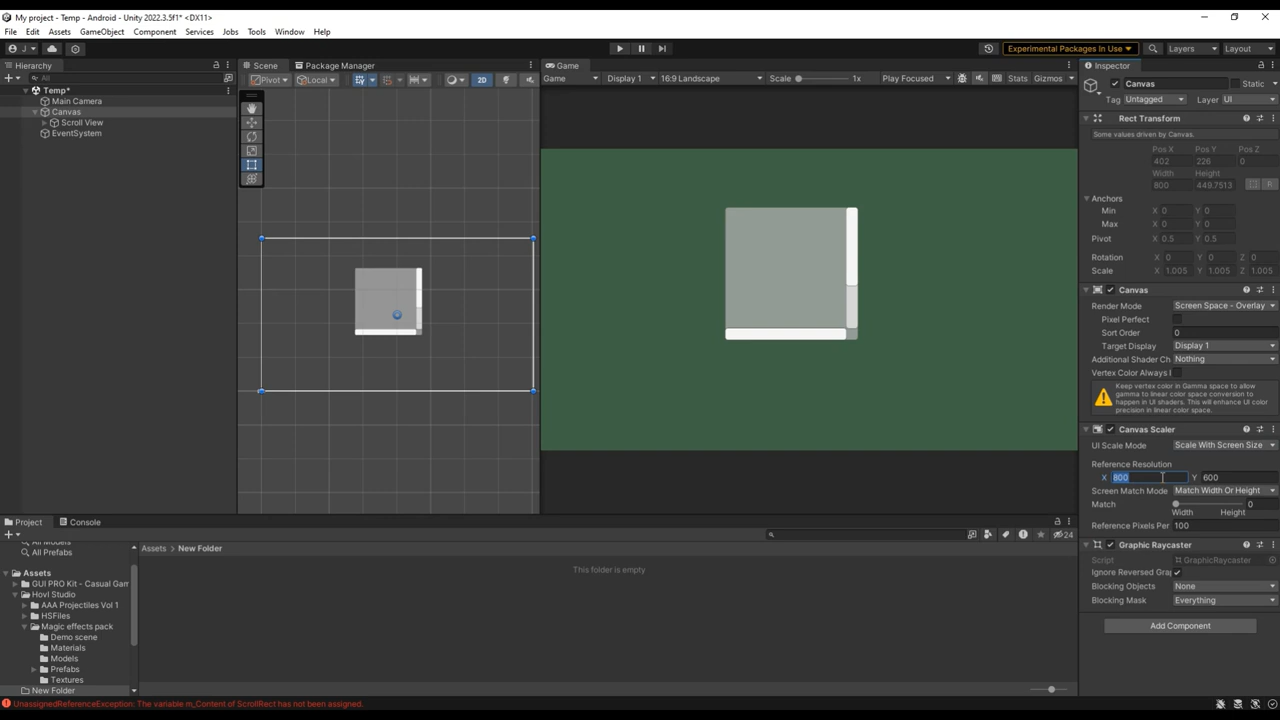 My project - Temp - Android - Unity 2022.3.5f1* <DX11>
File Edit Assets GameObject Component Services Jobs Tools Window Help
J Experimental Packages In Use Layers Layout
Hierarchy
All
Temp*
Main Camera
Canvas
Scroll View
EventSystem
Scene Package Manager
Pivot Local 2D
Game
Game Display 1 16:9 Landscape Scale 1x Play Focused Stats Gizmos
Inspector
Canvas Static
Tag Untagged Layer UI
Rect Transform
Some values driven by Canvas.
Pos X Pos Y Pos Z
402 226 0
Width Height
800 449.7513 R
Anchors
Min X 0 Y 0
Max X 0 Y 0
Pivot X 0.5 Y 0.5
Rotation X 0 Y 0 Z 0
Scale X 1.005 Y 1.005 Z 1.005
Canvas
Render Mode Screen Space - Overlay
Pixel Perfect
Sort Order 0
Target Display Display 1
Additional Shader Ch Nothing
Vertex Color Always I
Keep vertex color in Gamma space to allow
gamma to linear color space conversion to
happen in UI shaders. This will enhance UI color
precision in linear color space.
Canvas Scaler
UI Scale Mode Scale With Screen Size
Reference Resolution
X 800 Y 600
Screen Match Mode Match Width Or Height
Match 0
Width Height
Reference Pixels Per 100
Graphic Raycaster
Script GraphicRaycaster
Ignore Reversed Grap
Blocking Objects None
Blocking Mask Everything
Add Component
Project Console
24
All Models
All Prefabs
Assets
GUI PRO Kit - Casual Gam
Hovl Studio
AAA Projectiles Vol 1
HSFiles
Magic effects pack
Demo scene
Materials
Models
Prefabs
Textures
New Folder
Assets > New Folder
This folder is empty
UnassignedReferenceException: The variable m_Content of ScrollRect has not been assigned.